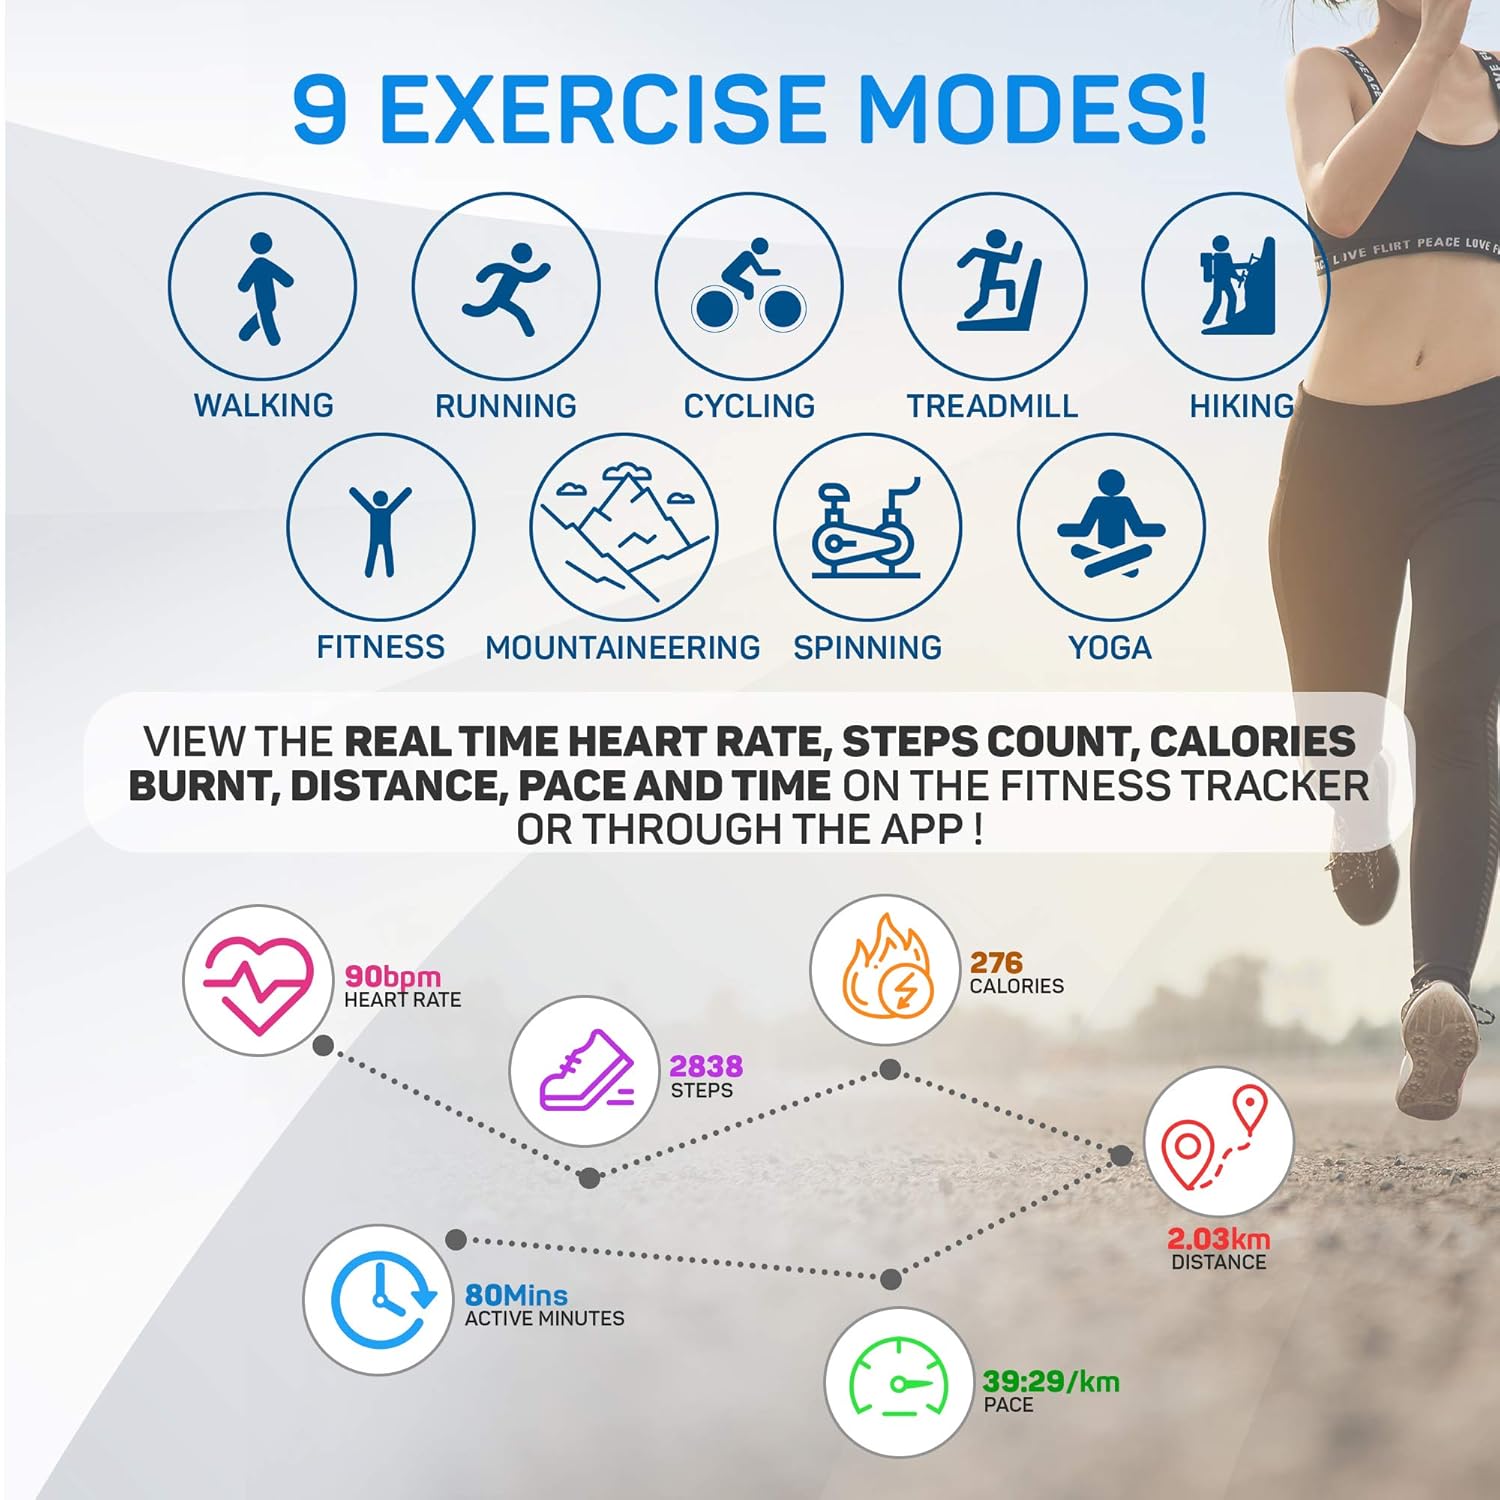 9 EXERCISE MODES!
PEACE
LIVE FLIRT PEACE LOVE
WALKING
RUNNING
CYCLING
TREADMILL
HIKING
FITNESS
MOUNTAINEERING
SPINNING
YOGA
VIEW THE REAL TIME HEART RATE, STEPS COUNT, CALORIES
BURNT, DISTANCE, PACE AND TIME ON THE FITNESS TRACKER
OR THROUGH THE APP !
90bpm
HEART RATE
2838
STEPS
276
CALORIES
2.03km
DISTANCE
80Mins
ACTIVE MINUTES
39:29/km
PACE